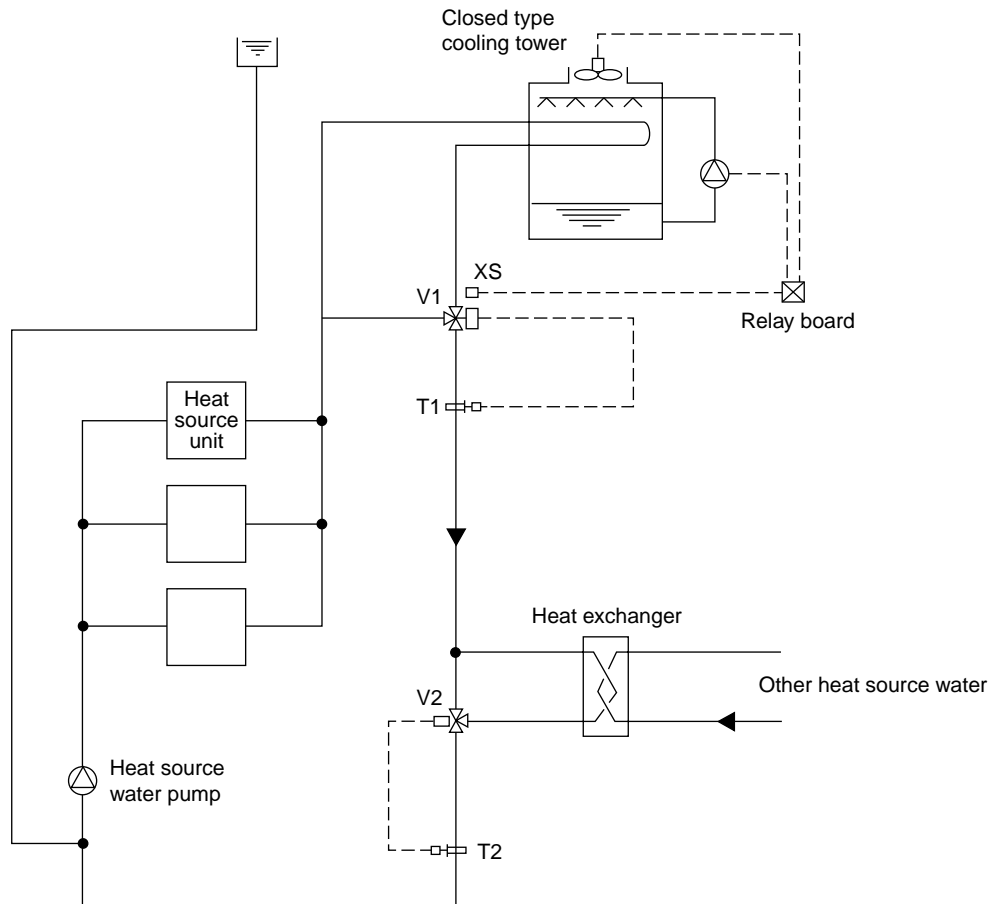 Closed type
cooling tower
XS
V1
Relay board
T1
Heat
source
unit
Heat exchanger
Other heat source water
V2
Heat source
water pump
T2